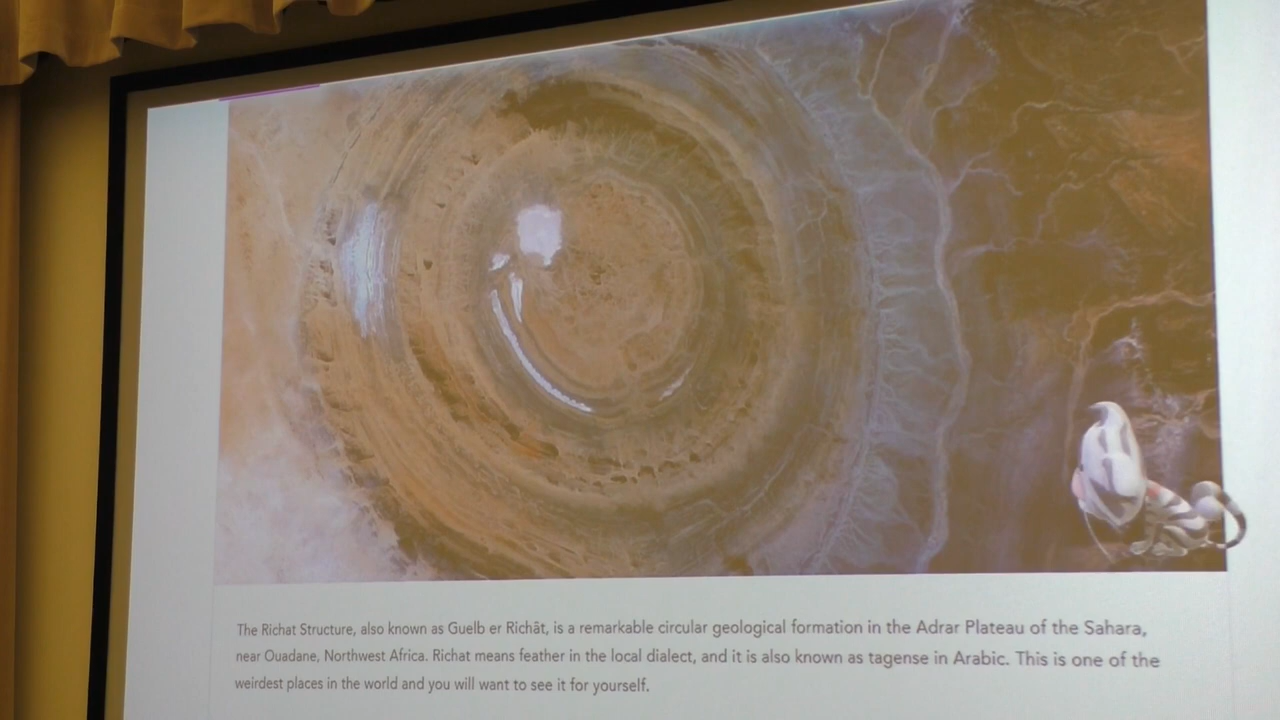 The Richat Structure, also known as Guelb er Richāt, is a remarkable circular geological formation in the Adrar Plateau of the Sahara,
near Ouadane, Northwest Africa. Richat means feather in the local dialect, and it is also known as tagense in Arabic. This is one of the
weirdest places in the world and you will want to see it for yourself.